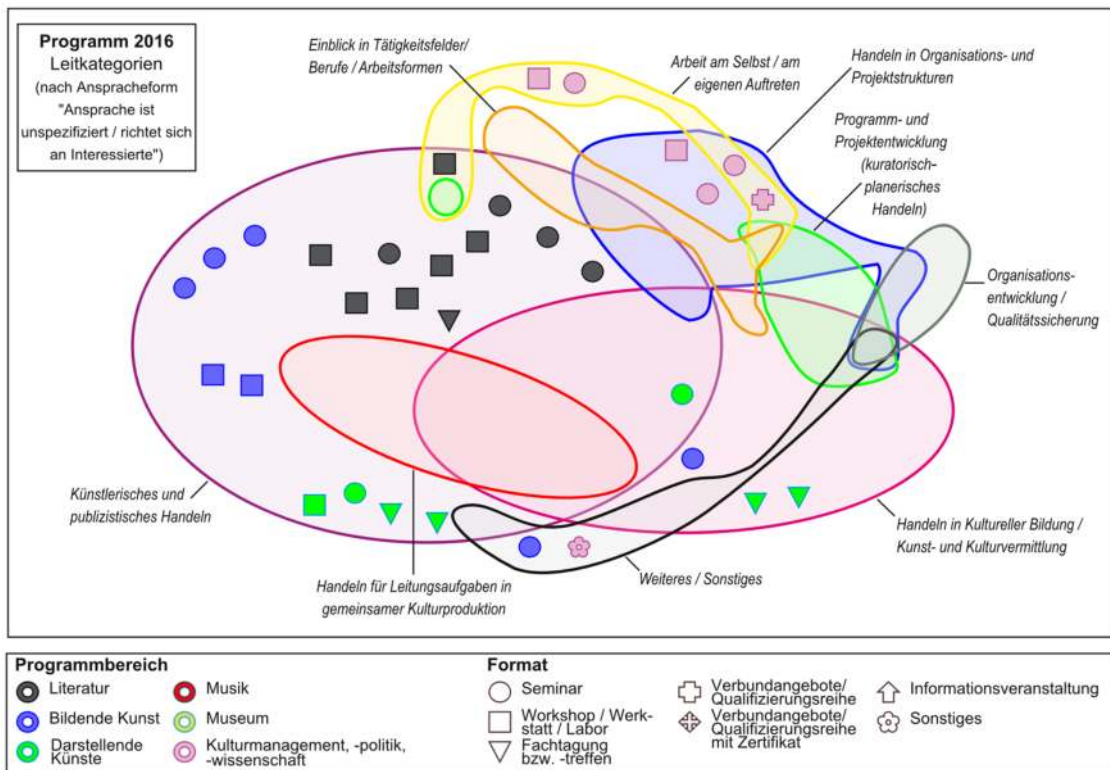 Programm 2016
Leitkategorien
(nach Anspracheform
"Ansprache ist
unspezifiziert / richtet sich
an Interessierte")
Einblick in Tätigkeitsfelder/
Berufe / Arbeitsformen
Arbeit am Selbst / am
eigenen Auftreten
Handeln in Organisations- und
Projektstrukturen
Programm- und
Projektentwicklung
(kuratorisch-
planerisches
Handeln)
Organisations-
entwicklung /
Qualitätssicherung
Künstlerisches und
publizistisches Handeln
Handeln für Leitungsaufgaben in
gemeinsamer Kulturproduktion
Weiteres / Sonstiges
Handeln in Kultureller Bildung /
Kunst- und Kulturvermittlung
Programmbereich
Literatur
Bildende Kunst
Darstellende
Künste
Musik
Museum
Kulturmanagement, -politik,
-wissenschaft
Format
Seminar
Workshop / Werk-
statt / Labor
Fachtagung
bzw. -treffen
Verbundangebote/
Qualifizierungsreihe
Verbundangebote/
Qualifizierungsreihe
mit Zertifikat
Informationsveranstaltung
Sonstiges